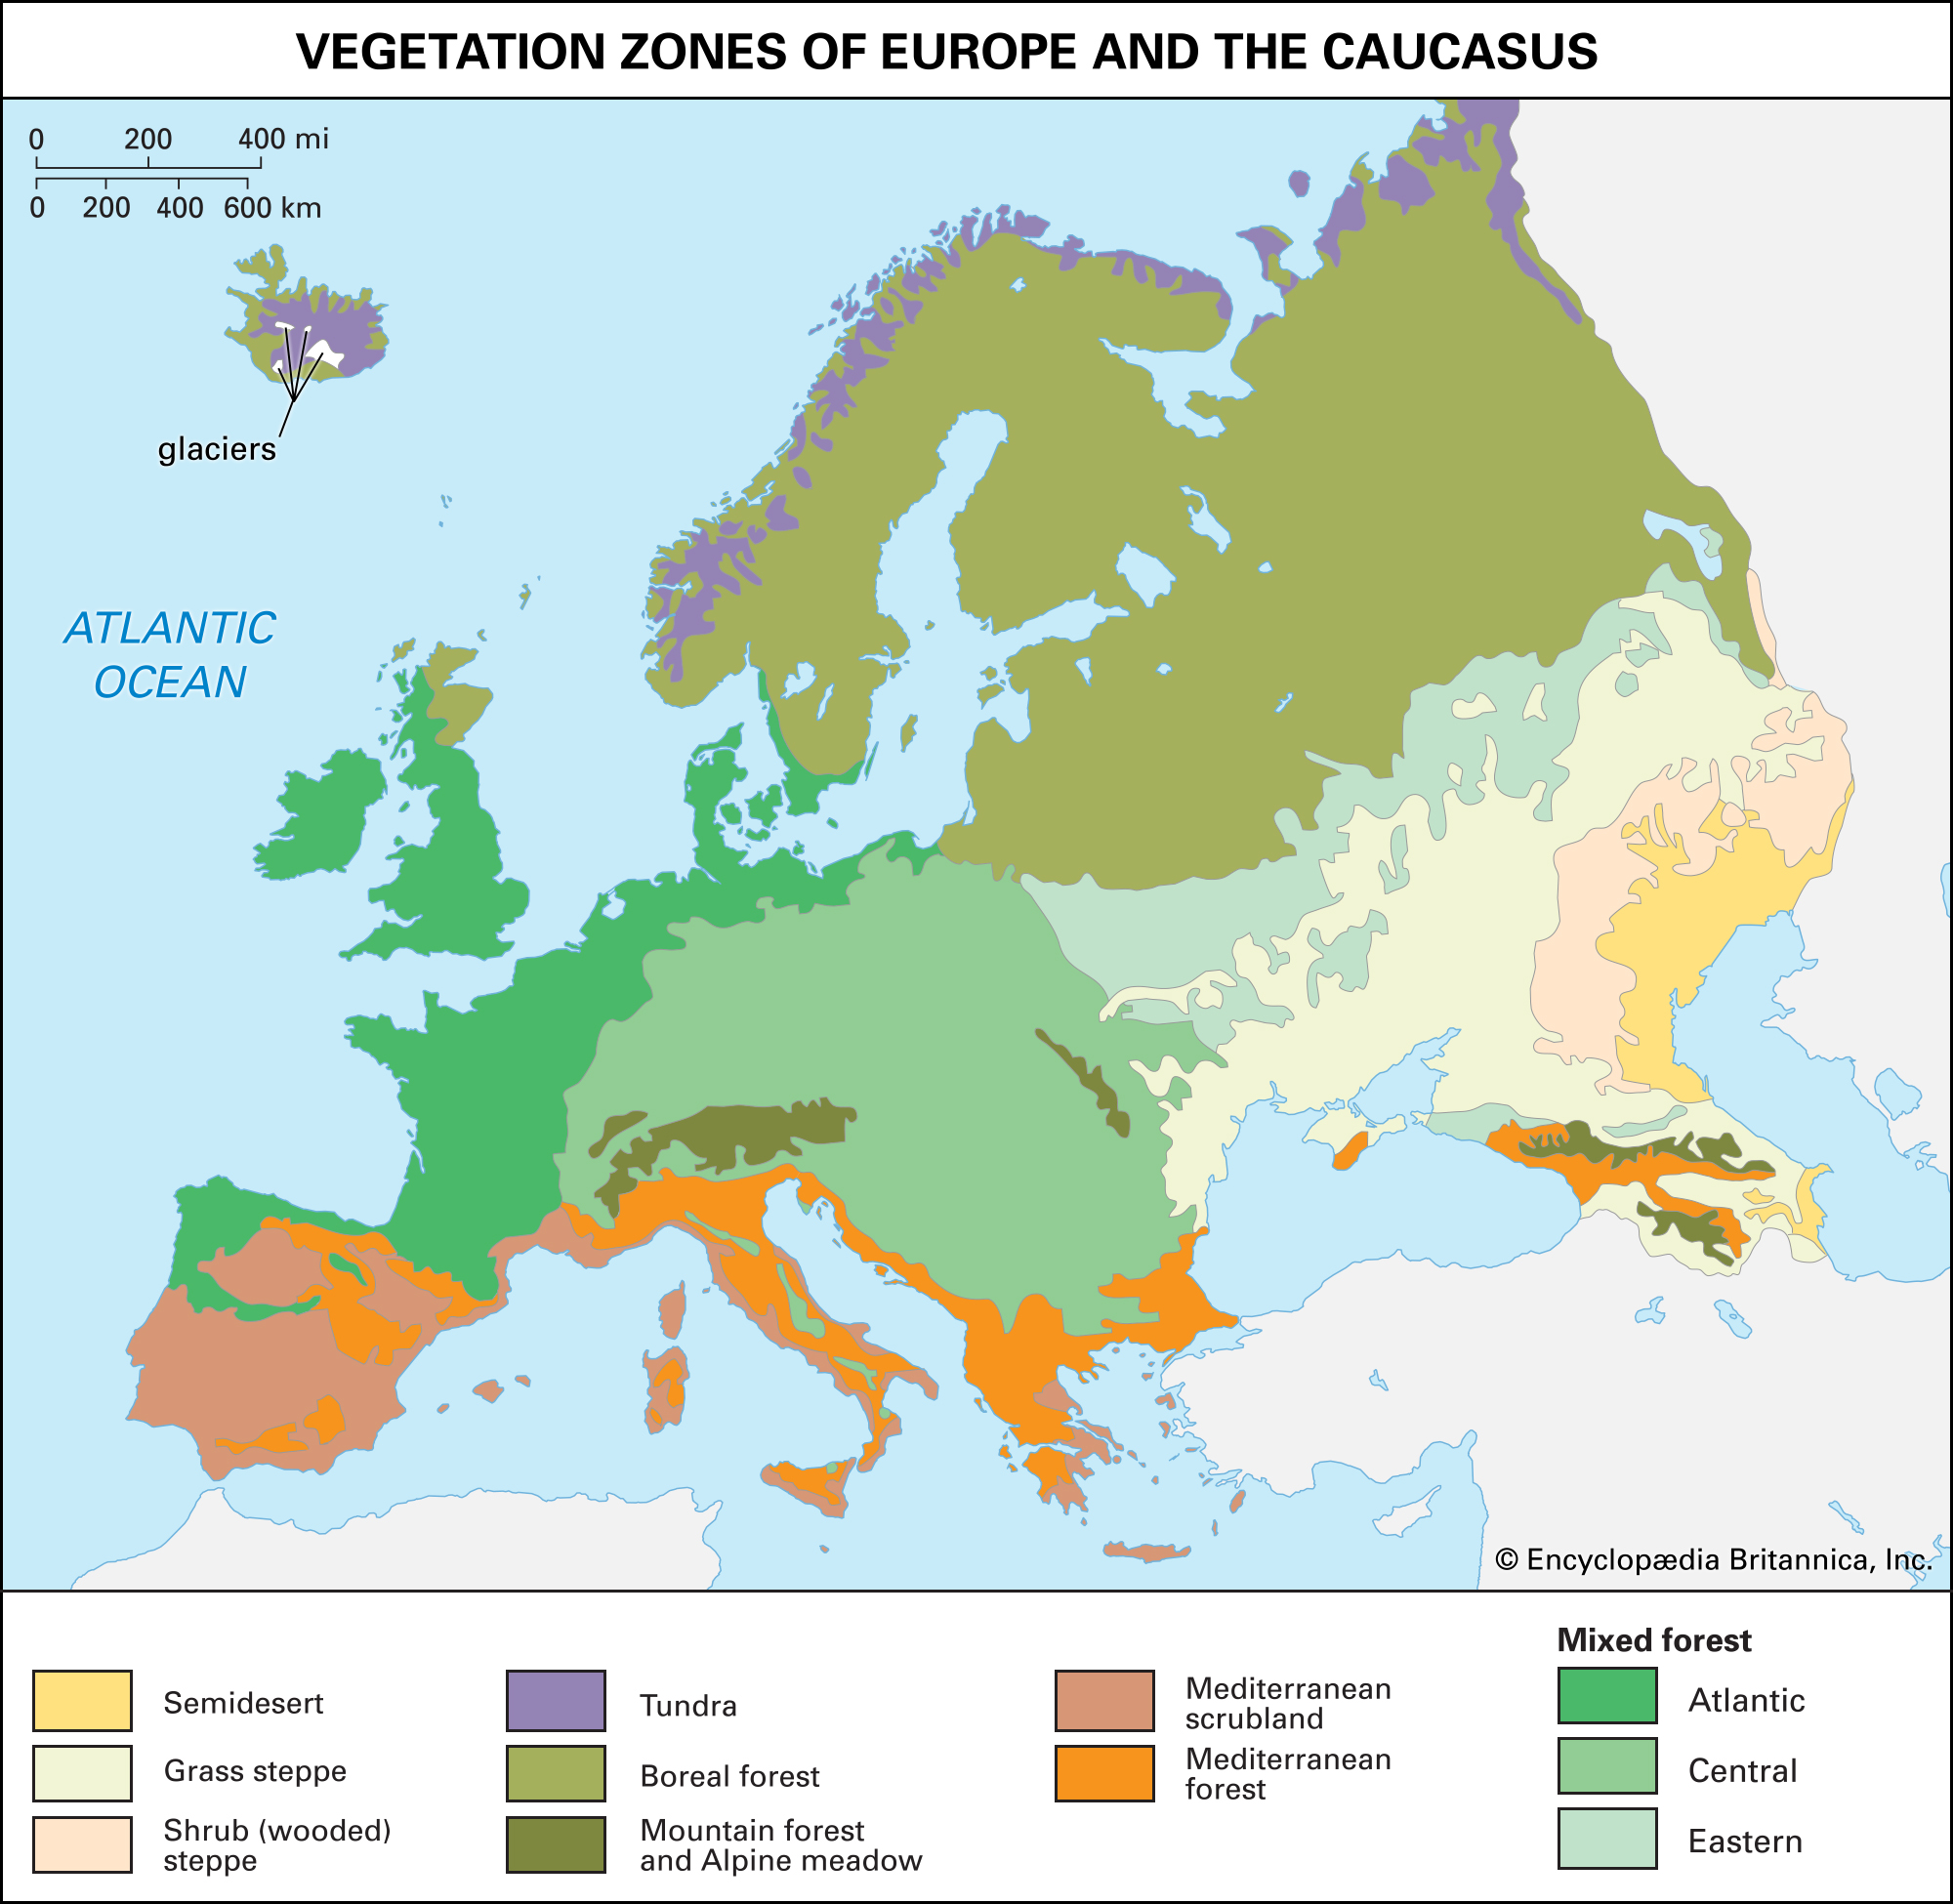 VEGETATION ZONES OF EUROPE AND THE CAUCASUS
0 200 400 mi
0 200 400 600 km
glaciers
ATLANTIC
OCEAN
© Encyclopædia Britannica, Inc.
Semidesert
Grass steppe
Shrub (wooded)
steppe
Tundra
Boreal forest
Mountain forest
and Alpine meadow
Mediterranean
scrubland
Mediterranean
forest
Mixed forest
Atlantic
Central
Eastern